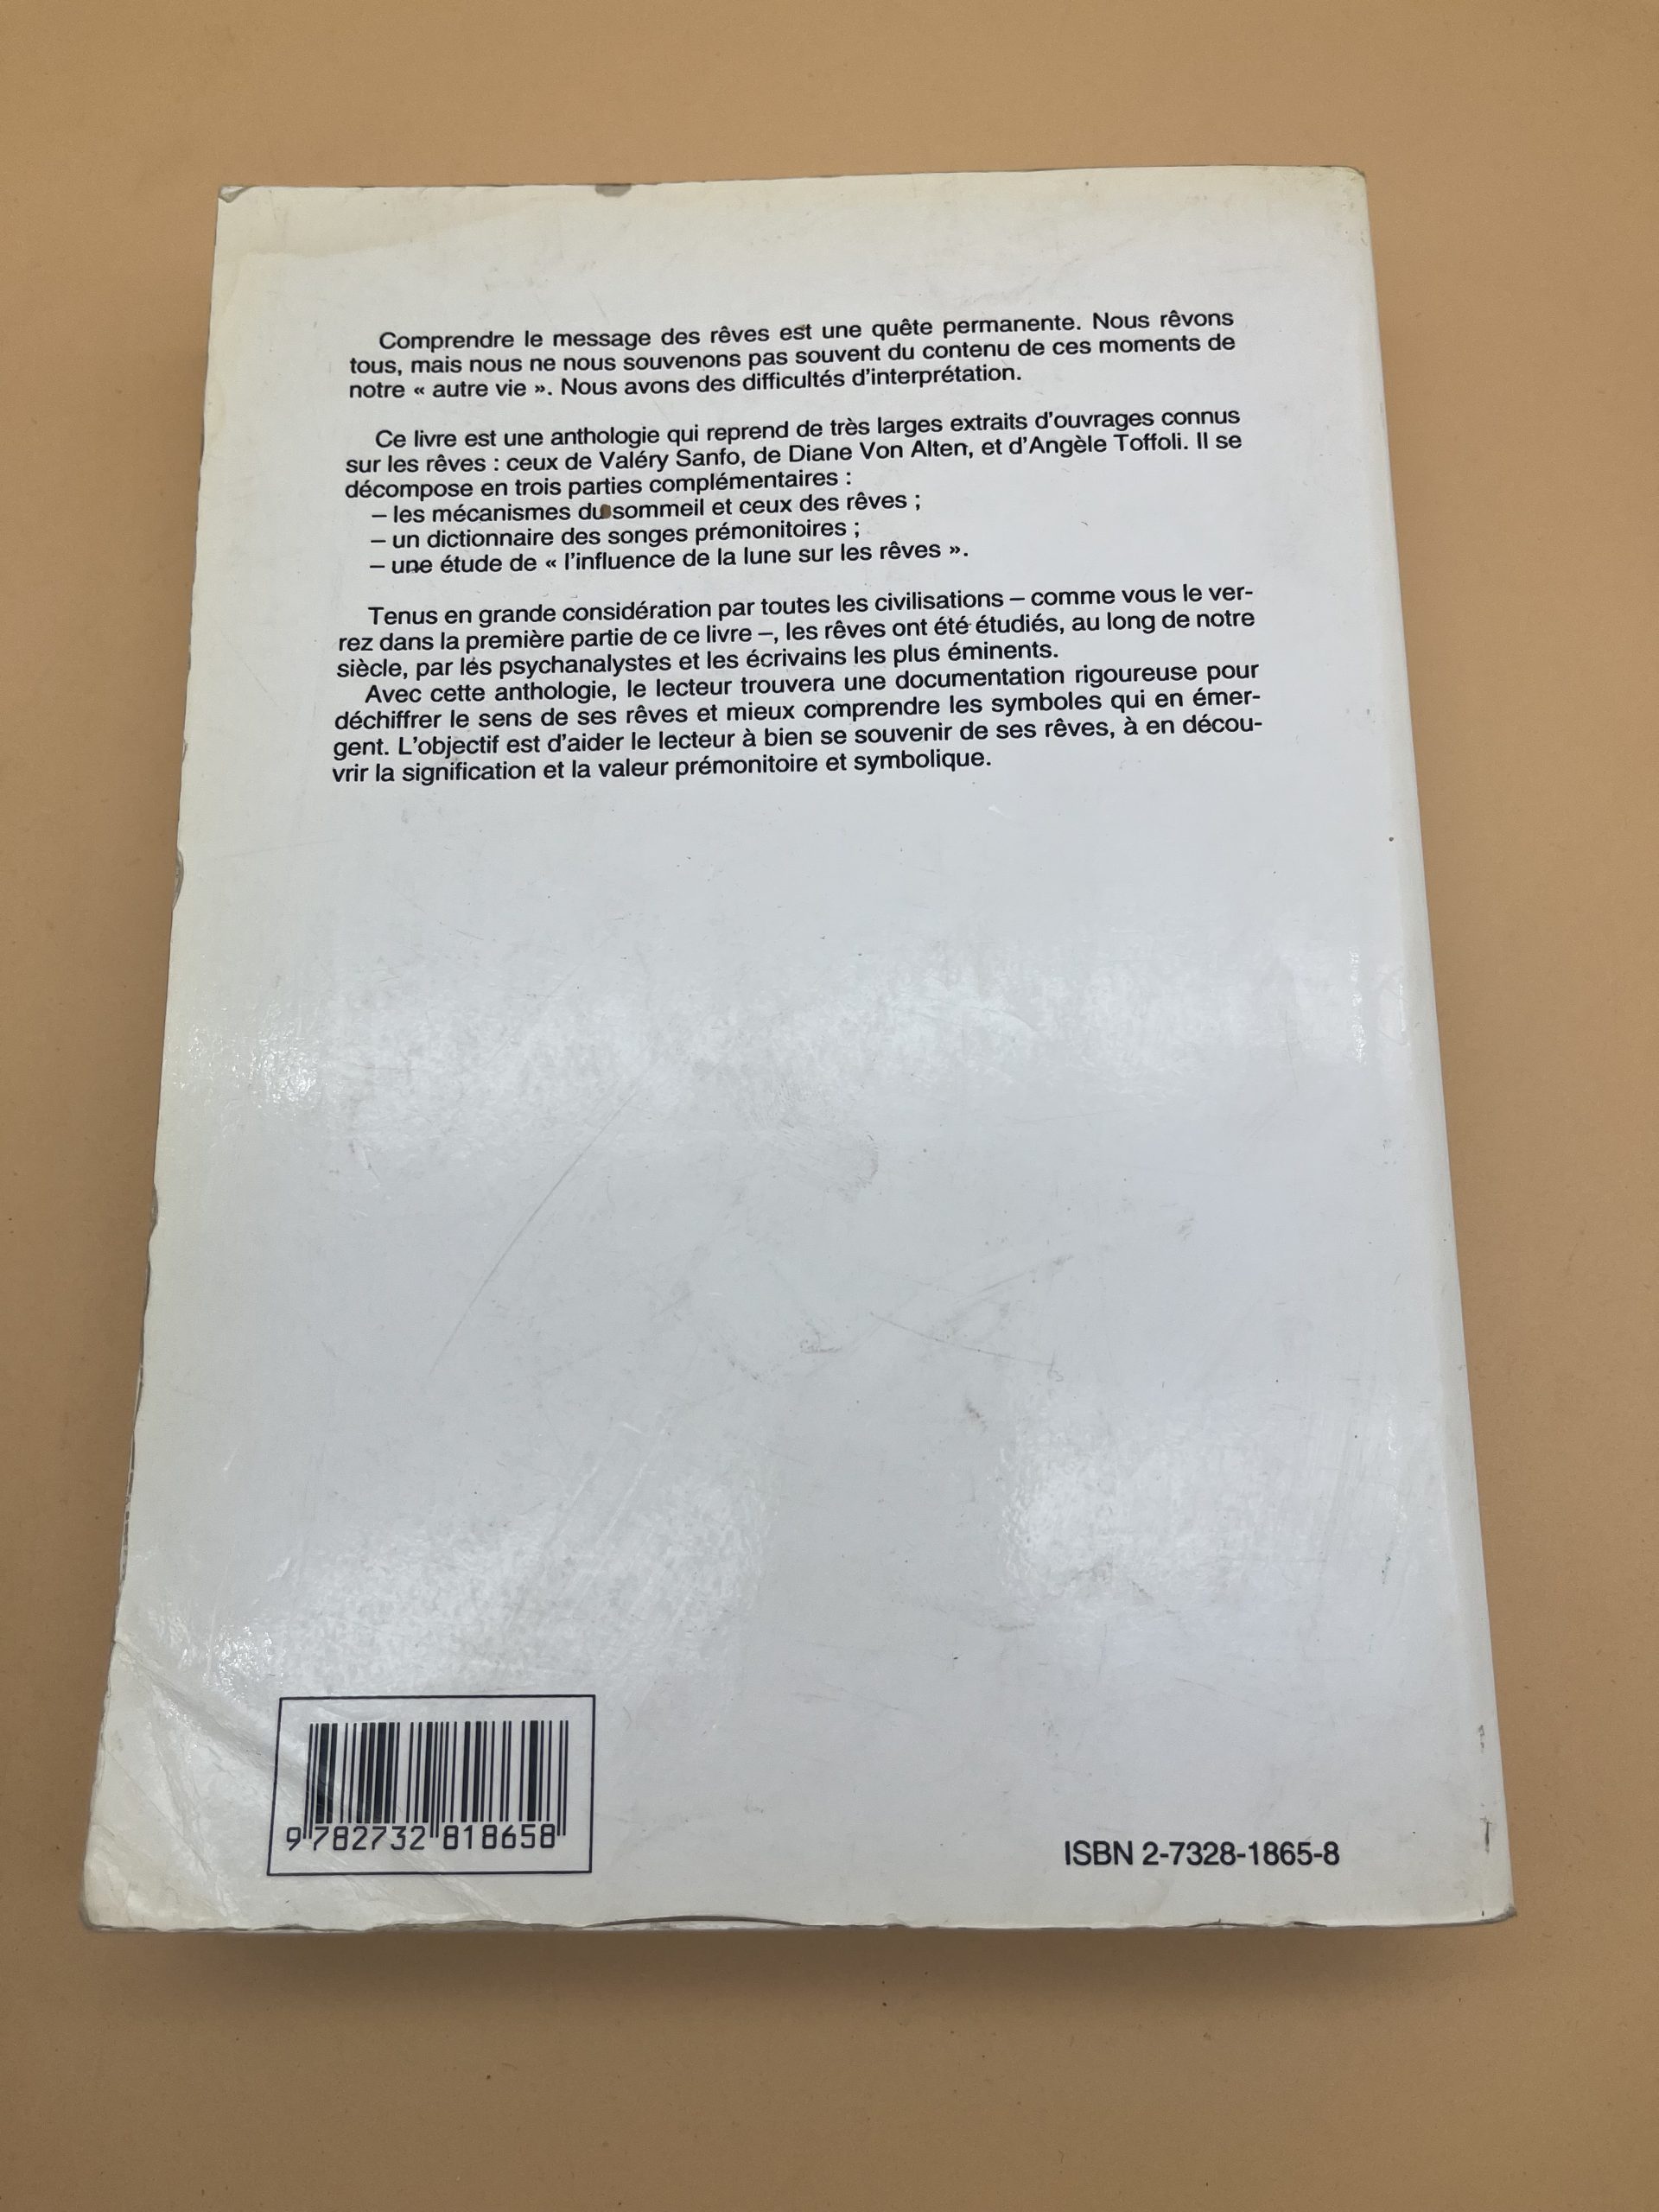 Comprendre le message des rêves est une quête permanente. Nous rêvons
tous, mais nous ne nous souvenons pas souvent du contenu de ces moments de
notre « autre vie ». Nous avons des difficultés d'interprétation.
Ce livre est une anthologie qui reprend de très larges extraits d'ouvrages connus
sur les rêves : ceux de Valéry Sanfo, de Diane Von Alten, et d'Angèle Toffoli. Il se
décompose en trois parties complémentaires :
– les mécanismes du sommeil et ceux des rêves ;
– un dictionnaire des songes prémonitoires ;
– une étude de « l'influence de la lune sur les rêves ».
Tenus en grande considération par toutes les civilisations – comme vous le ver-
rez dans la première partie de ce livre –, les rêves ont été étudiés, au long de notre
siècle, par les psychanalystes et les écrivains les plus éminents.
Avec cette anthologie, le lecteur trouvera une documentation rigoureuse pour
déchiffrer le sens de ses rêves et mieux comprendre les symboles qui en émer-
gent. L'objectif est d'aider le lecteur à bien se souvenir de ses rêves, à en décou-
vrir la signification et la valeur prémonitoire et symbolique.
9 782732 818658
ISBN 2-7328-1865-8